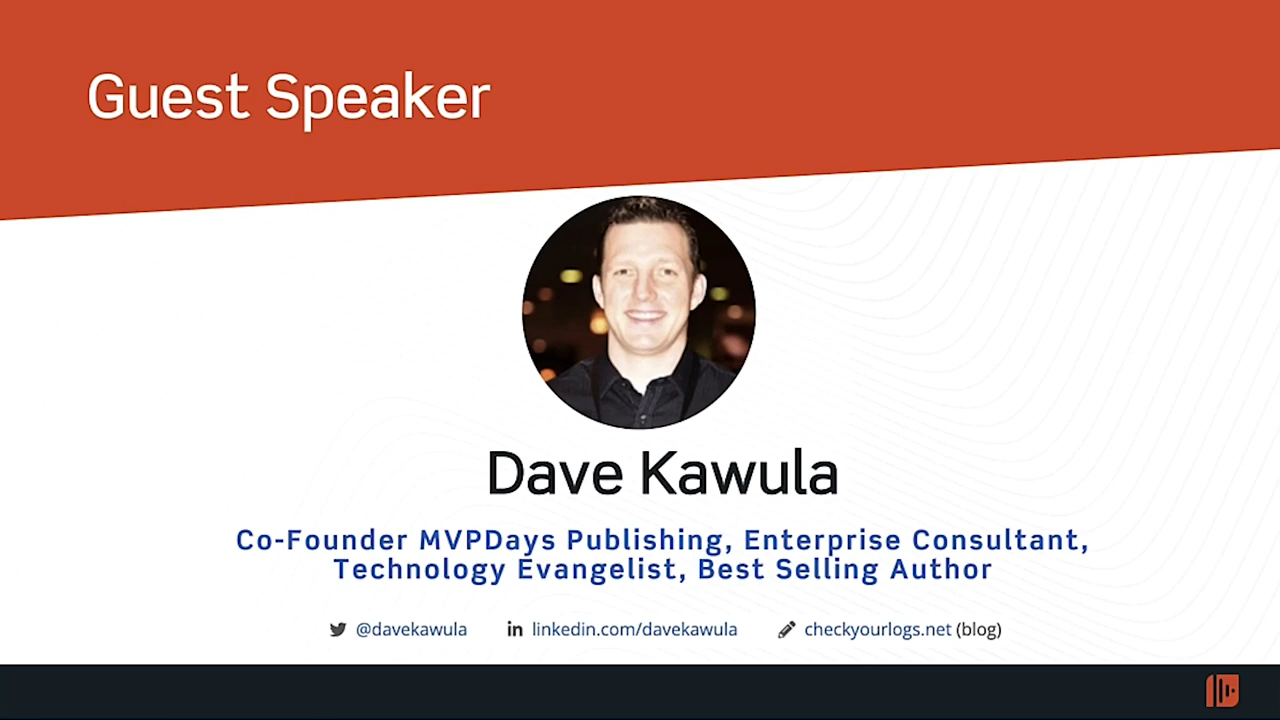 Guest Speaker
Dave Kawula
Co-Founder MVPDays Publishing, Enterprise Consultant,
Technology Evangelist, Best Selling Author
@davekawula linkedin.com/davekawula checkyourlogs.net (blog)